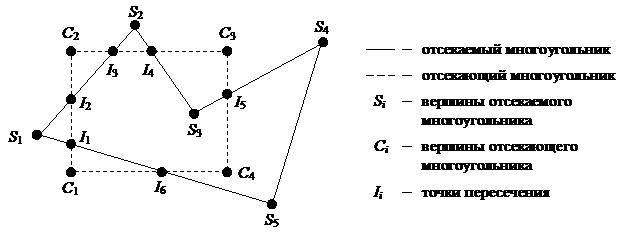 S2
S4
C2
C3
I3
I4
I2
I5
S3
S1
I1
C1
I6
C4
S5
— – отсекаемый многоугольник
----- – отсекающий многоугольник
Si – вершины отсекаемого
многоугольника
Ci – вершины отсекающего
многоугольника
Ii – точки пересечения